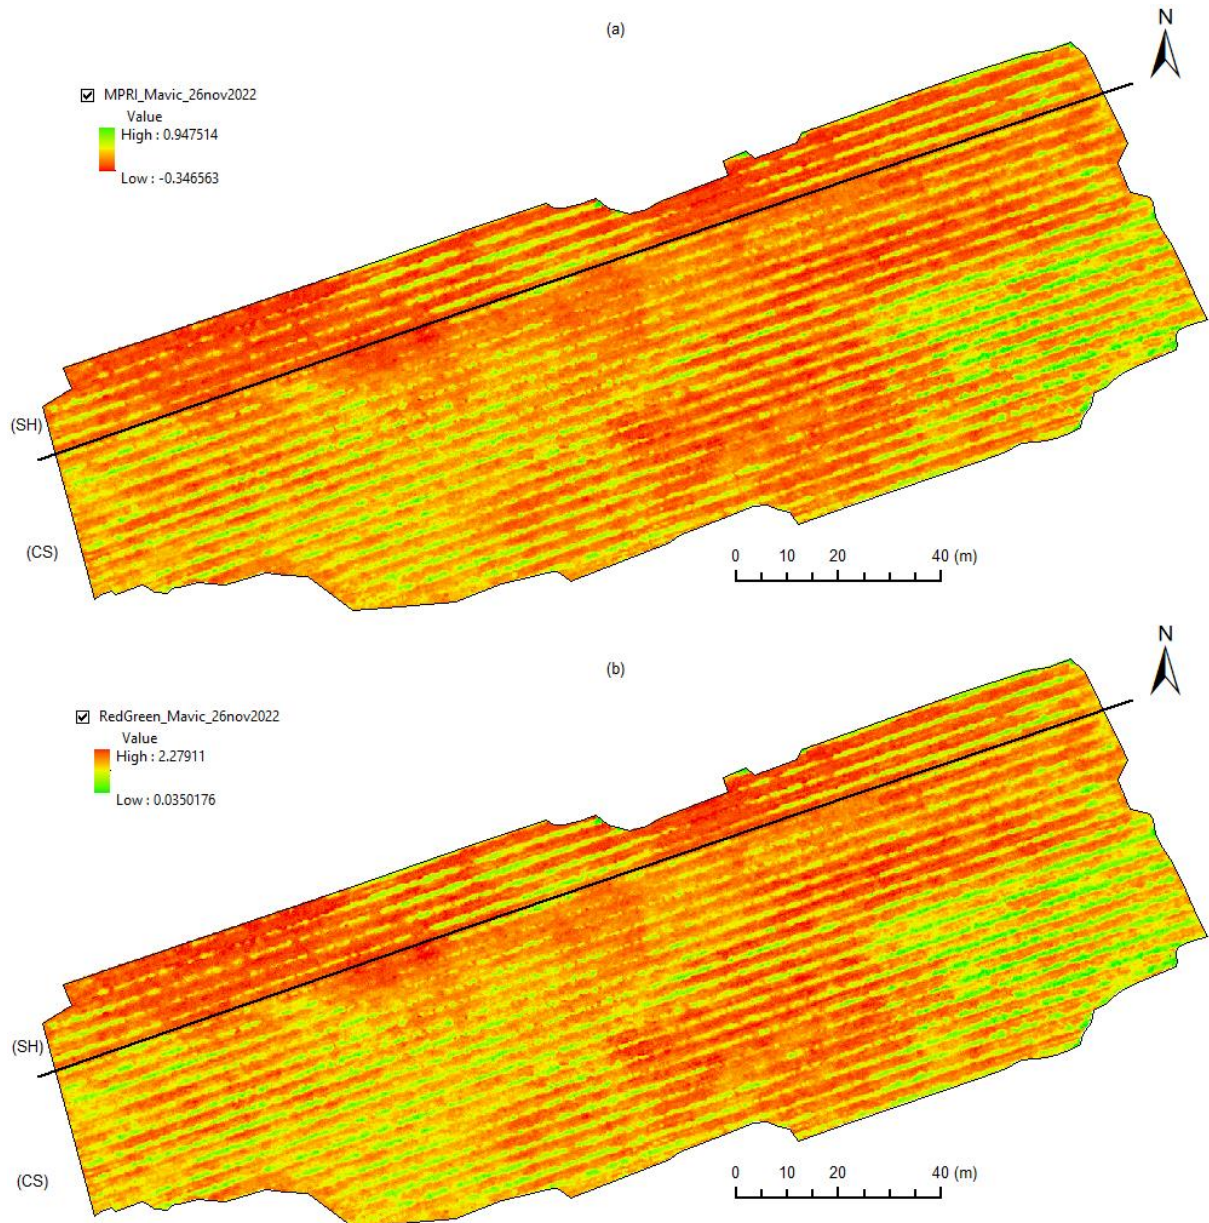 (a)
N
MPRI_Mavic_26nov2022
Value
High : 0.947514
Low : -0.346563
(SH)
(CS)
0 10 20 40 (m)
N
(b)
RedGreen_Mavic_26nov2022
Value
High : 2.27911
Low : 0.0350176
(SH)
(CS)
0 10 20 40 (m)